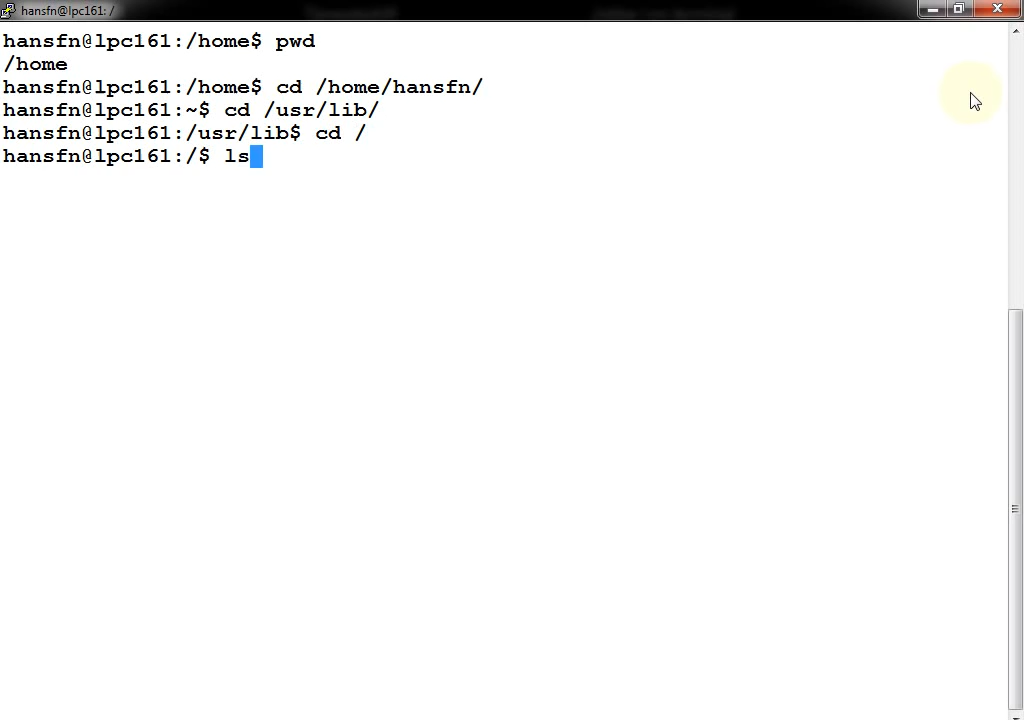 hansfn@lpc161: /
hansfn@lpc161:/home$ pwd
/home
hansfn@lpc161:/home$ cd /home/hansfn/
hansfn@lpc161:~$ cd /usr/lib/
hansfn@lpc161:/usr/lib$ cd /
hansfn@lpc161:/$ ls